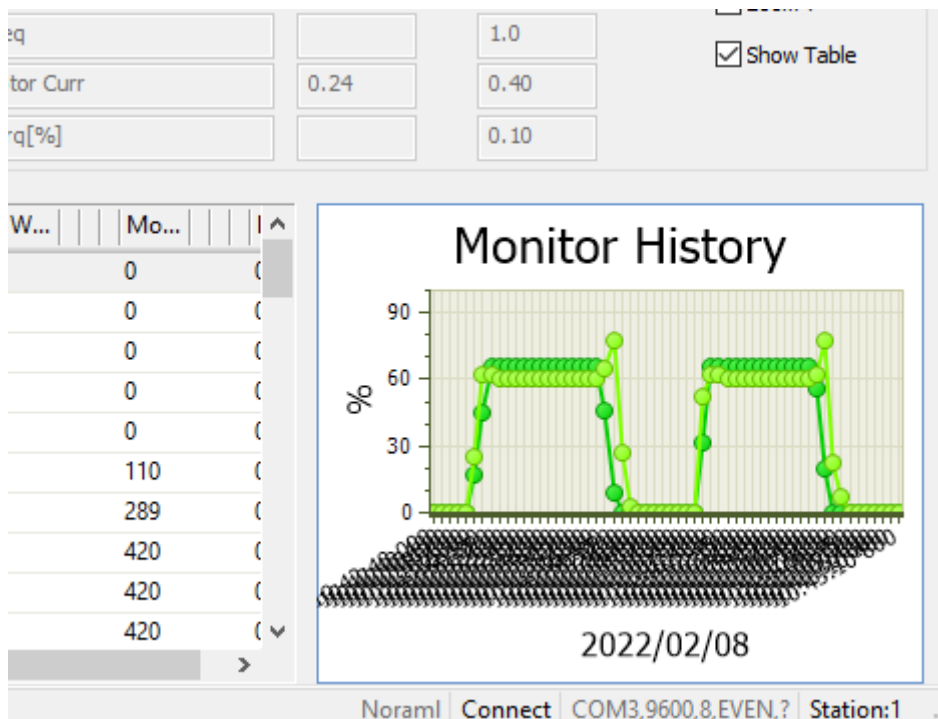 eq 1.0
Show Table
tor Curr 0.24 0.40
rq[%] 0.10
W... Mo...
0
0
0
0
0
110
289
420
420
420
Monitor History
90
60
30
0
%
2022/02/08
Noraml Connect COM3,9600,8,EVEN,? Station:1